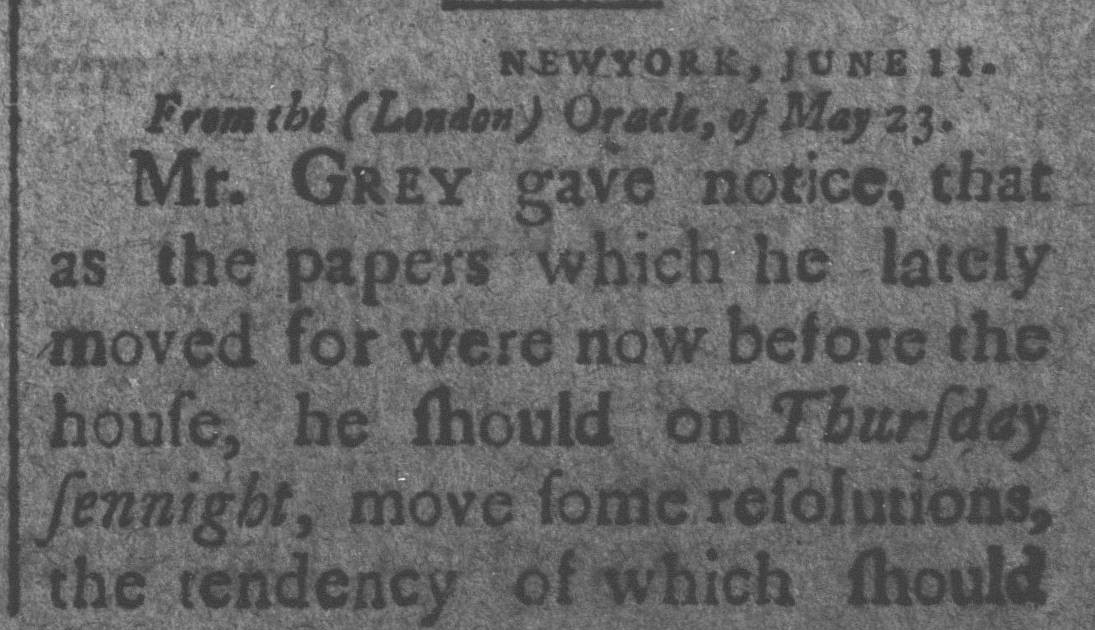 NEWYORK, JUNE 11.
From the (London) Oracle, of May 23.
Mr. GREY gave notice, that
as the papers which he lately
moved for were now before the
houſe, he ſhould on Thurſday
ſennight, move ſome reſolutions,
the tendency of which ſhould